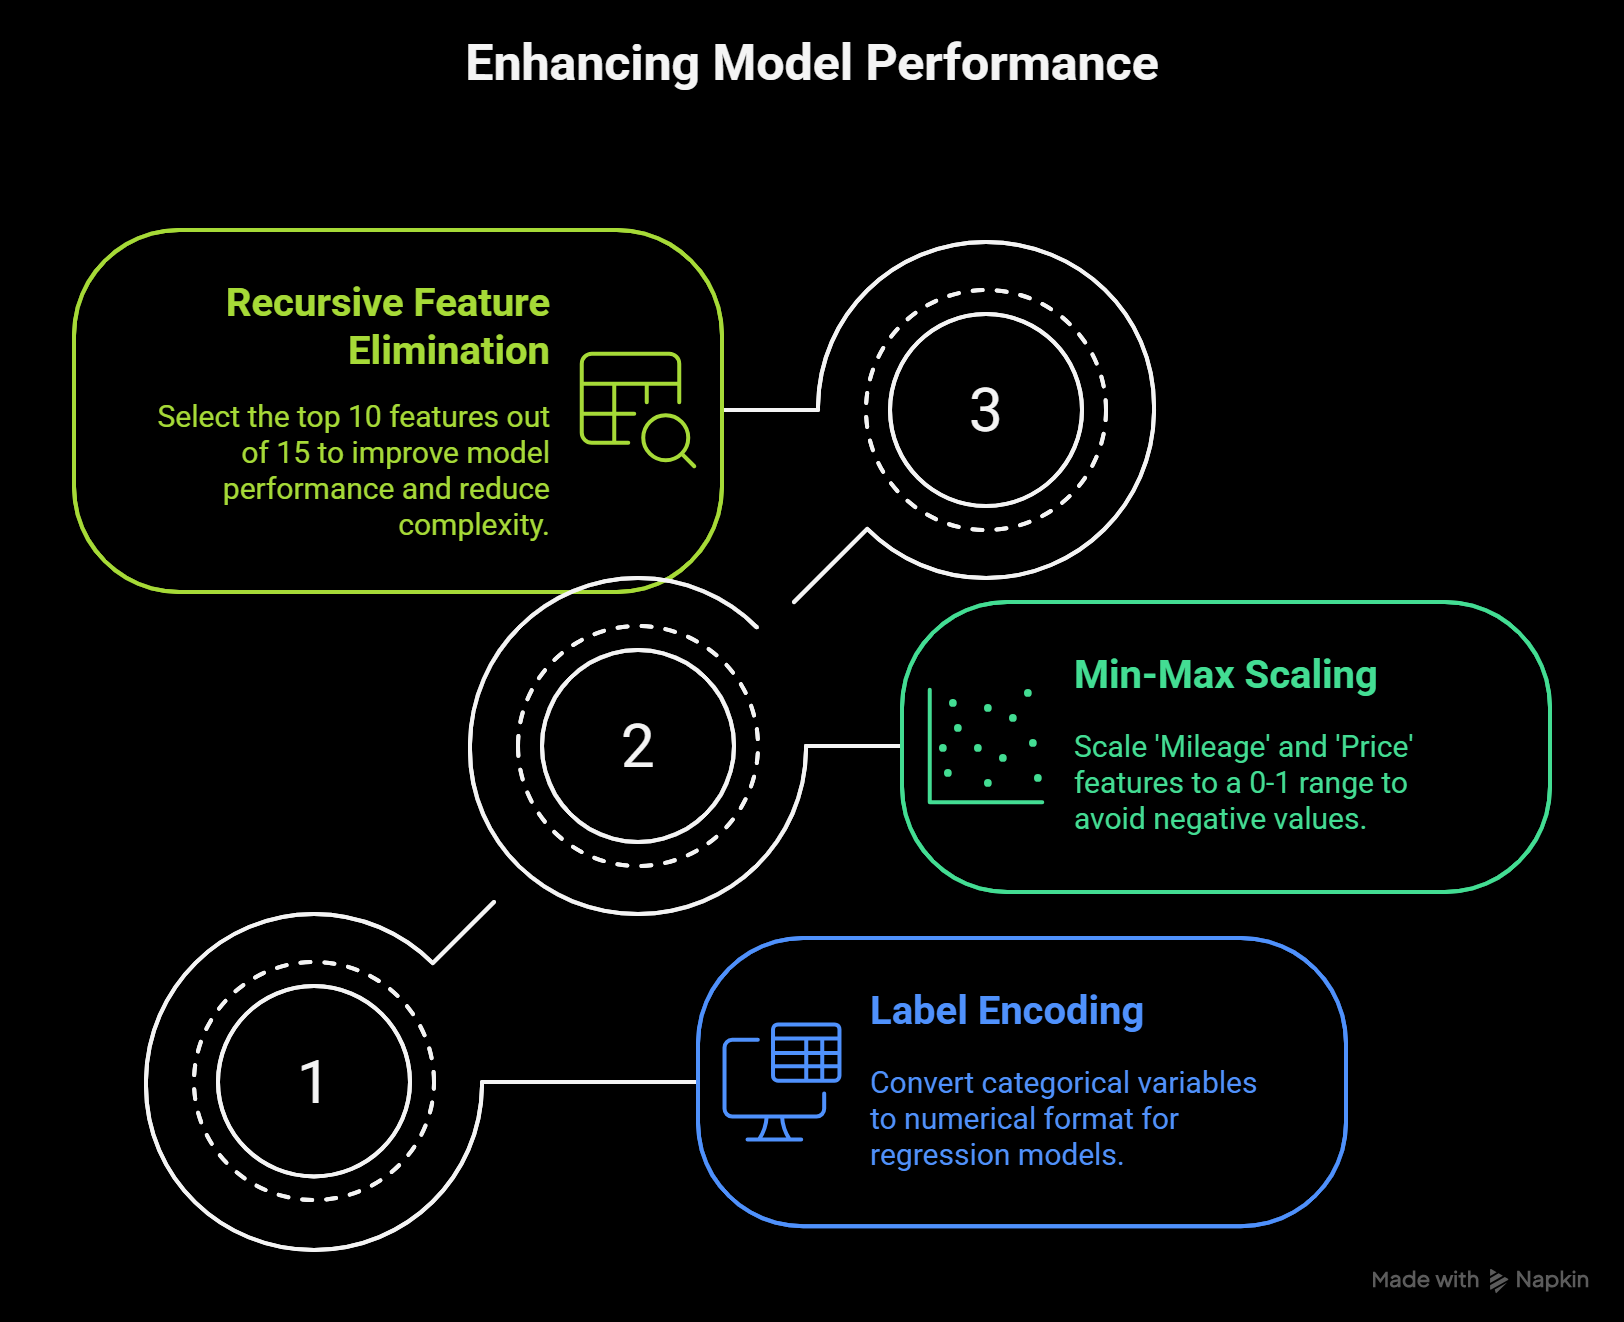 Enhancing Model Performance
Recursive Feature
Elimination
Select the top 10 features out
of 15 to improve model
performance and reduce
complexity.
3
2
Min-Max Scaling
Scale 'Mileage' and 'Price'
features to a 0-1 range to
avoid negative values.
1
Label Encoding
Convert categorical variables
to numerical format for
regression models.
Made with Napkin